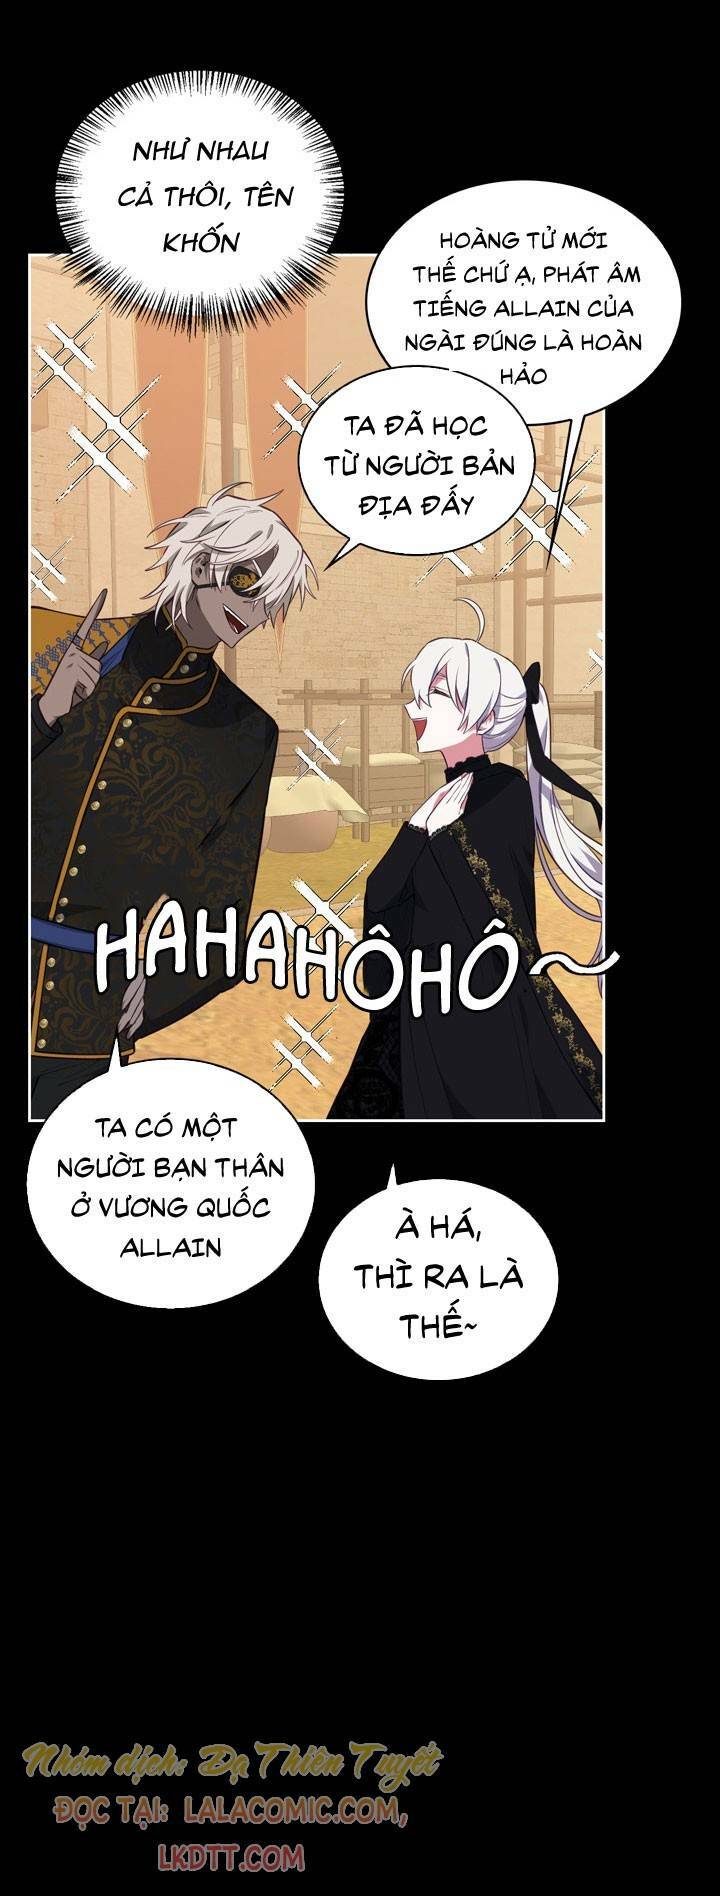 NHƯ NHAU
CẢ THÔI, TÊN
KHỐN
HOÀNG TỬ MỚI
THẾ CHỨ Ạ, PHÁT ÂM
TIẾNG ALLAIN CỦA
NGÀI ĐÚNG LÀ HOÀN
HẢO
TA ĐÃ HỌC
TỪ NGƯỜI BẢN
ĐỊA ĐẤY
HAHAHÔHÔ~
TA CÓ MỘT
NGƯỜI BẠN THÂN
Ở VƯƠNG QUỐC
ALLAIN
À HÁ,
THÌ RA LÀ
THẾ~
Nhóm dịch: Dạ Thiên Tuyết
ĐỌC TẠI: LALACOMIC.COM,
LKDTT.COM